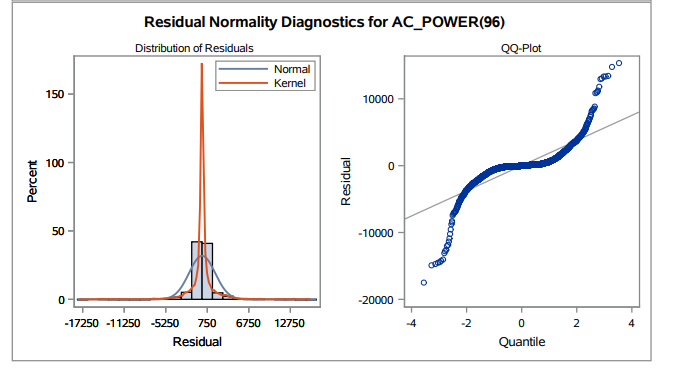 Residual Normality Diagnostics for AC_POWER(96)
Distribution of Residuals
Normal
Kernel
Percent
150
100
50
0
-17250 -11250 -5250 750 6750 12750
Residual
QQ-Plot
Residual
10000
0
-10000
-20000
-4 -2 0 2 4
Quantile